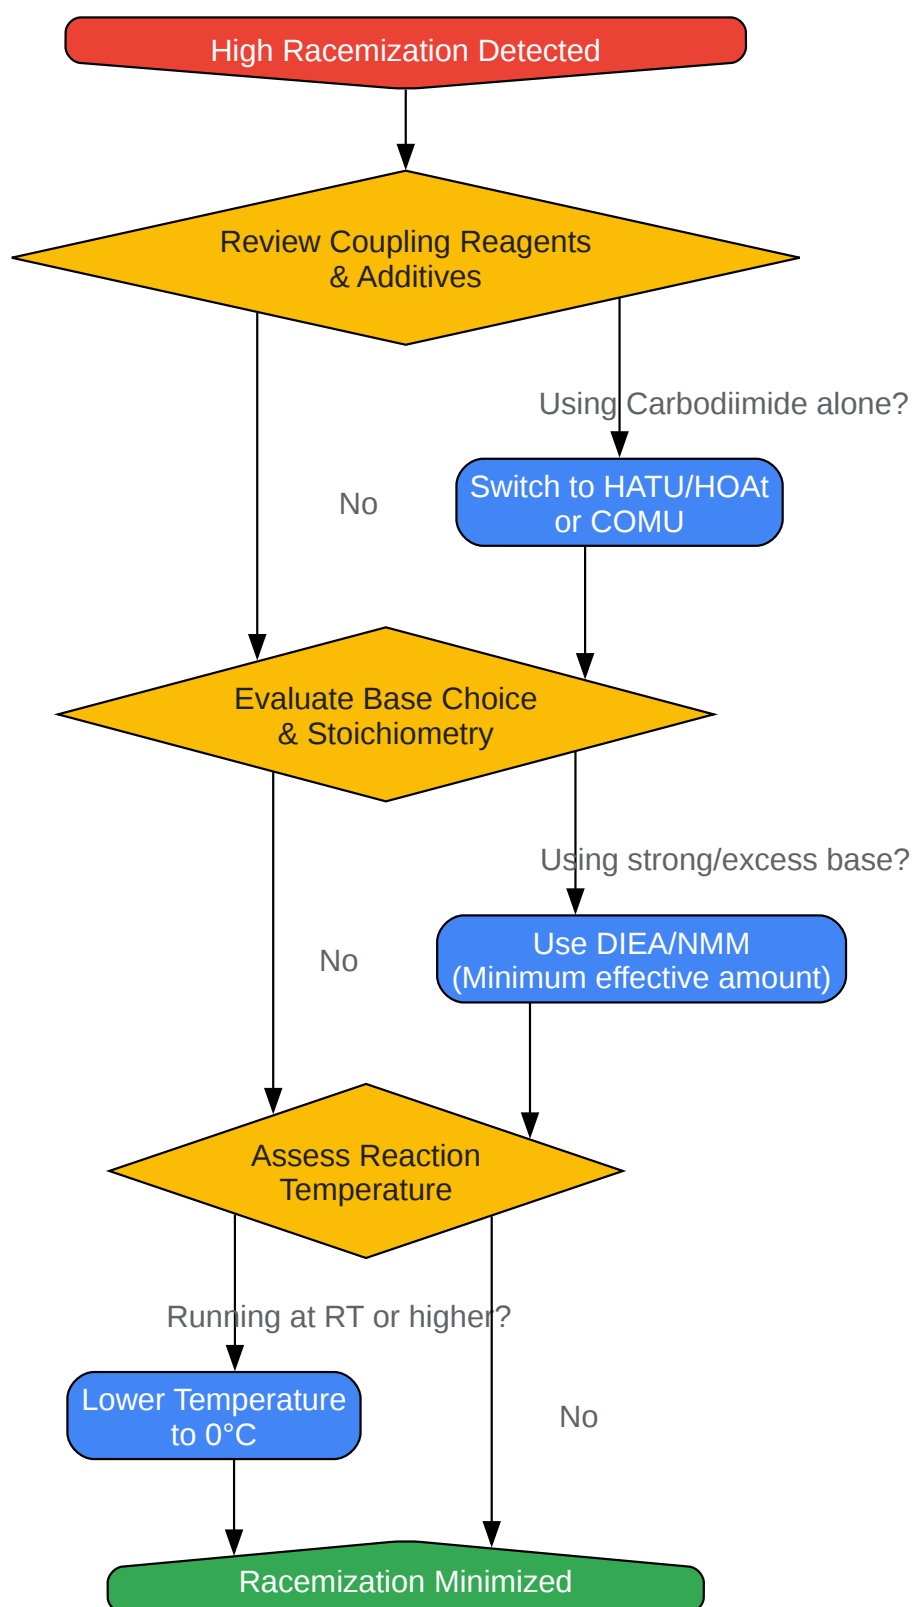 High Racemization Detected
Review Coupling Reagents
& Additives
Using Carbodiimide alone?
Switch to HATU/HOAt
or COMU
No
Evaluate Base Choice
& Stoichiometry
Using strong/excess base?
Use DIEA/NMM
(Minimum effective amount)
No
Assess Reaction
Temperature
Running at RT or higher?
Lower Temperature
to 0°C
No
Racemization Minimized